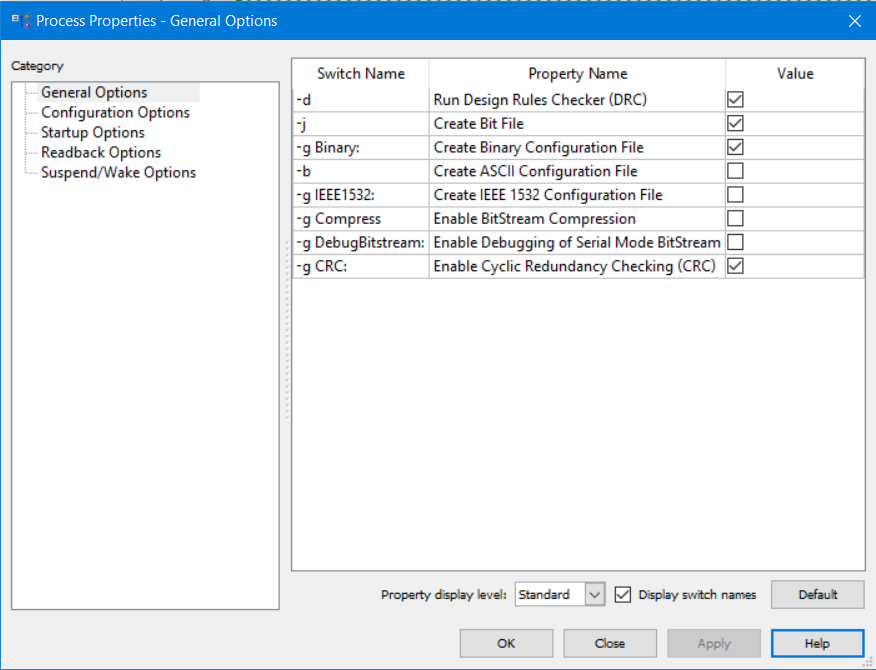 Process Properties - General Options
Category
General Options
Configuration Options
Startup Options
Readback Options
Suspend/Wake Options
Switch Name Property Name Value
-d Run Design Rules Checker (DRC)
-j Create Bit File
-g Binary: Create Binary Configuration File
-b Create ASCII Configuration File
-g IEEE1532: Create IEEE 1532 Configuration File
-g Compress Enable BitStream Compression
-g DebugBitstream: Enable Debugging of Serial Mode BitStream
-g CRC: Enable Cyclic Redundancy Checking (CRC)
Property display level: Standard Display switch names Default
OK Close Apply Help